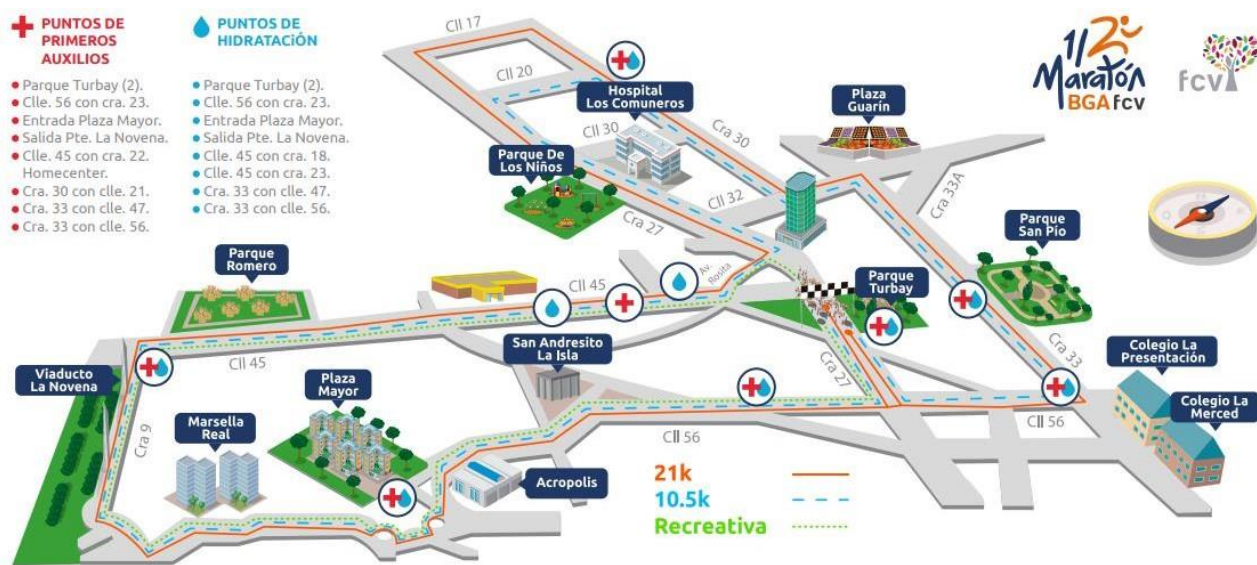 PUNTOS DE
PRIMEROS
AUXILIOS
Parque Turbay (2).
Clle. 56 con cra. 23.
Entrada Plaza Mayor.
Salida Pte. La Novena.
Clle. 45 con cra. 22.
Homecenter.
Cra. 30 con clle. 21.
Cra. 33 con clle. 47.
Cra. 33 con clle. 56.
PUNTOS DE
HIDRATACIóN
Parque Turbay (2).
Clle. 56 con cra. 23.
Entrada Plaza Mayor.
Salida Pte. La Novena.
Clle. 45 con cra. 18.
Clle. 45 con cra. 23.
Cra. 33 con clle. 47.
Cra. 33 con clle. 56.
1/2
Maratón
BGAfcv
fcv
Cll 17
Cll 20
Hospital
Los Comuneros
Plaza
Guarín
Cll 30
Cra 30
Parque De
Los Niños
Cll 32
Cra 33A
Cra 27
Parque
San Pío
Parque
Romero
Av.
Rosita
Cll 45
Parque
Turbay
Cll 45
San Andresito
La Isla
Cra 33
Colegio La
Presentación
Viaducto
La Novena
Plaza
Mayor
Cra 27
Colegio La
Merced
Marsella
Real
Cra 9
Cll 56
Cll 56
Acropolis
21k
10.5k
Recreativa